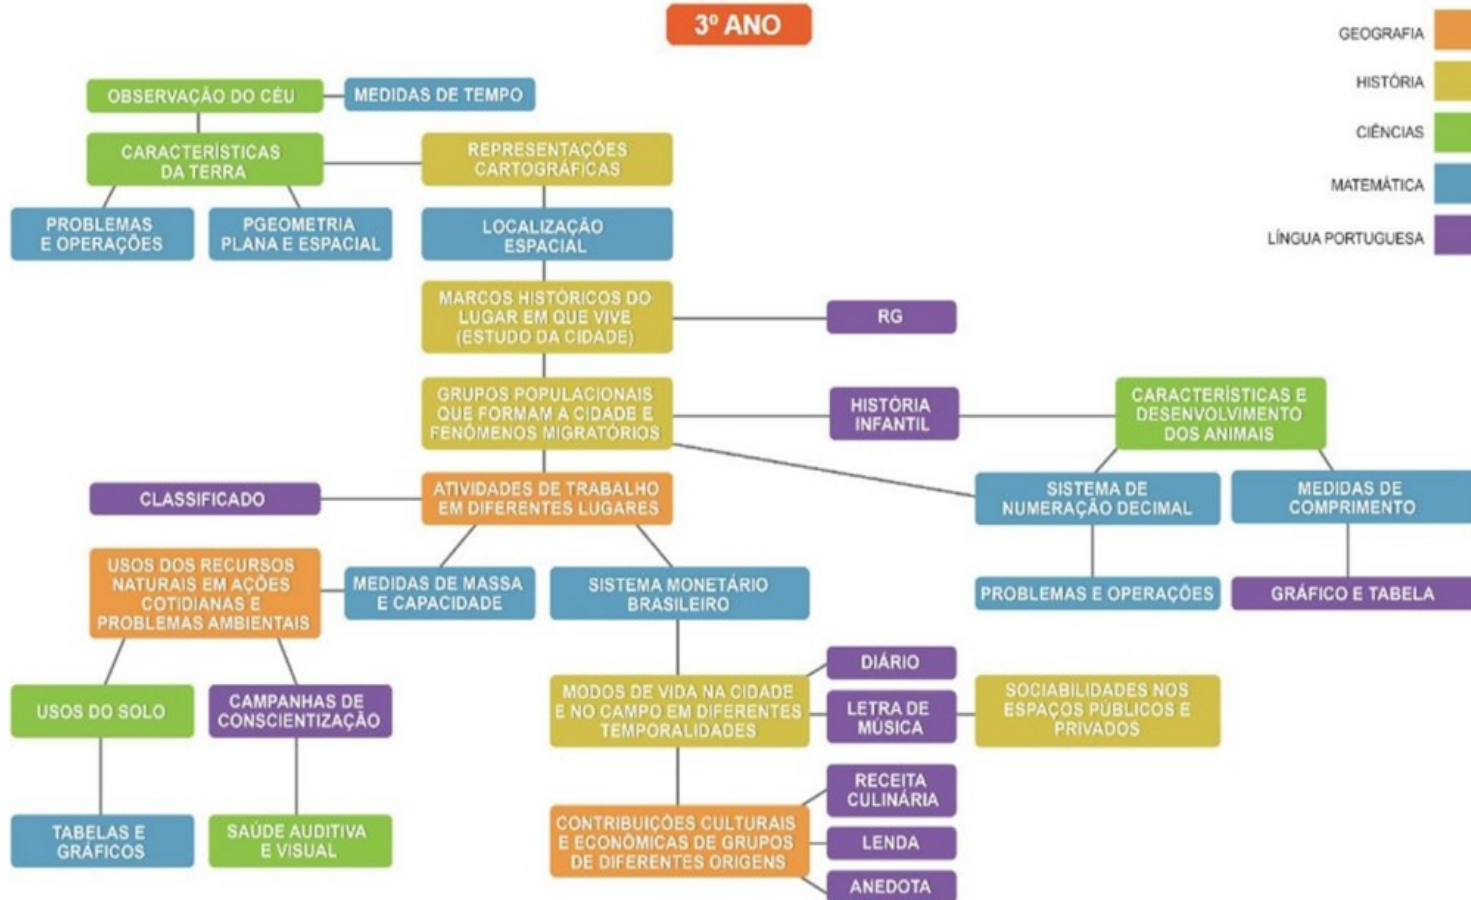 3º ANO
GEOGRAFIA
HISTÓRIA
CIÊNCIAS
MATEMÁTICA
LÍNGUA PORTUGUESA
OBSERVAÇÃO DO CÉU
MEDIDAS DE TEMPO
CARACTERÍSTICAS
DA TERRA
REPRESENTAÇÕES
CARTOGRÁFICAS
PROBLEMAS
E OPERAÇÕES
PGEOMETRIA
PLANA E ESPACIAL
LOCALIZAÇÃO
ESPACIAL
MARCOS HISTÓRICOS DO
LUGAR EM QUE VIVE
(ESTUDO DA CIDADE)
RG
GRUPOS POPULACIONAIS
QUE FORMAM A CIDADE E
FENÔMENOS MIGRATÓRIOS
HISTÓRIA
INFANTIL
CARACTERÍSTICAS E
DESENVOLVIMENTO
DOS ANIMAIS
CLASSIFICADO
ATIVIDADES DE TRABALHO
EM DIFERENTES LUGARES
SISTEMA DE
NUMERAÇÃO DECIMAL
MEDIDAS DE
COMPRIMENTO
USOS DOS RECURSOS
NATURAIS EM AÇÕES
COTIDIANAS E
PROBLEMAS AMBIENTAIS
MEDIDAS DE MASSA
E CAPACIDADE
SISTEMA MONETÁRIO
BRASILEIRO
PROBLEMAS E OPERAÇÕES
GRÁFICO E TABELA
USOS DO SOLO
CAMPANHAS DE
CONSCIENTIZAÇÃO
MODOS DE VIDA NA CIDADE
E NO CAMPO EM DIFERENTES
TEMPORALIDADES
DIÁRIO
LETRA DE
MÚSICA
SOCIABILIDADES NOS
ESPAÇOS PÚBLICOS E
PRIVADOS
TABELAS E
GRÁFICOS
SAÚDE AUDITIVA
E VISUAL
CONTRIBUIÇÕES CULTURAIS
E ECONÔMICAS DE GRUPOS
DE DIFERENTES ORIGENS
RECEITA
CULINÁRIA
LENDA
ANEDOTA